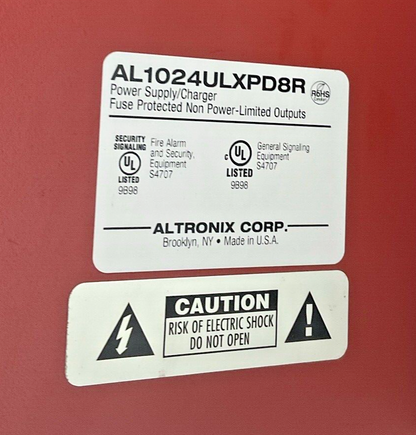 AL1024ULXPD8R
RoHS
Power Supply/Charger
Fuse Protected Non Power-Limited Outputs
SECURITY
SIGNALING
UL
LISTED
9B98
Fire Alarm
and Security,
Equipment
S4707
c UL
LISTED
9B98
General Signaling
Equipment
S4707
ALTRONIX CORP.
Brooklyn, NY • Made in U.S.A.
CAUTION
RISK OF ELECTRIC SHOCK
DO NOT OPEN